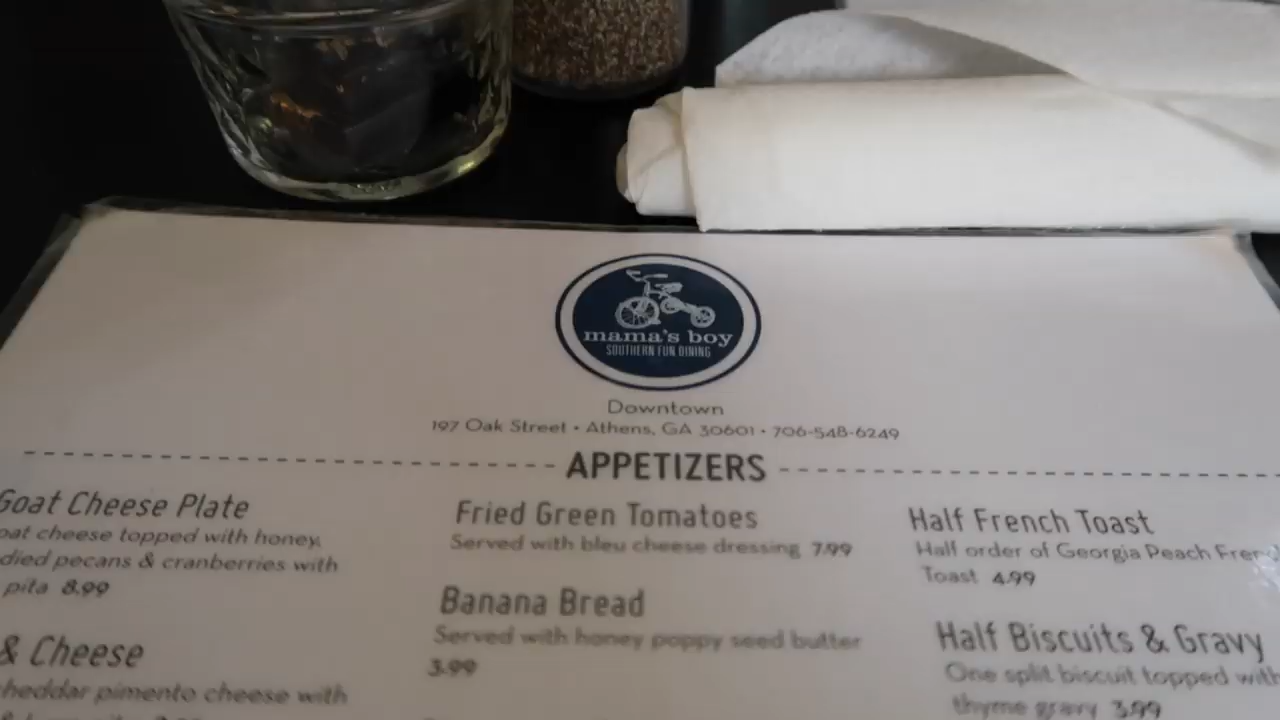 mama's boy
SOUTHERN FUN DINING
Downtown
197 Oak Street • Athens, GA 30601 • 706-548-6249
APPETIZERS
Goat Cheese Plate
oat cheese topped with honey,
died pecans & cranberries with
pita 8.99
& Cheese
heddar pimento cheese with
Fried Green Tomatoes
Served with bleu cheese dressing 7.99
Banana Bread
Served with honey poppy seed butter
3.99
Half French Toast
Half order of Georgia Peach Fren
Toast 4.99
Half Biscuits & Gravy
One split biscuit topped with
thyme gravy 3.99